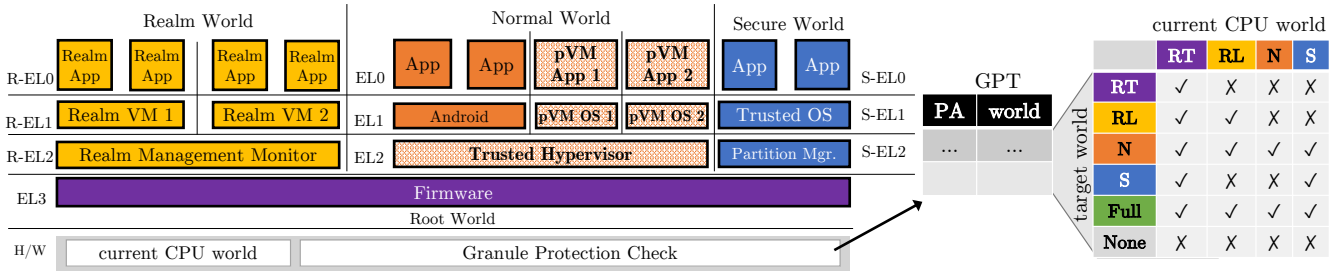 Realm World
Normal World
Secure World
R-EL0
Realm
App
Realm
App
Realm
App
Realm
App
EL0
App
App
pVM
App 1
pVM
App 2
App
App
S-EL0
R-EL1
Realm VM 1
Realm VM 2
EL1
Android
pVM OS 1
pVM OS 2
Trusted OS
S-EL1
R-EL2
Realm Management Monitor
EL2
Trusted Hypervisor
Partition Mgr.
S-EL2
EL3
Firmware
Root World
H/W
current CPU world
Granule Protection Check
GPT
PA world
... ...
current CPU world
RT RL N S
target world
RT ✓ ✗ ✗ ✗
RL ✓ ✓ ✗ ✗
N ✓ ✓ ✓ ✓
S ✓ ✗ ✗ ✓
Full ✓ ✓ ✓ ✓
None ✗ ✗ ✗ ✗